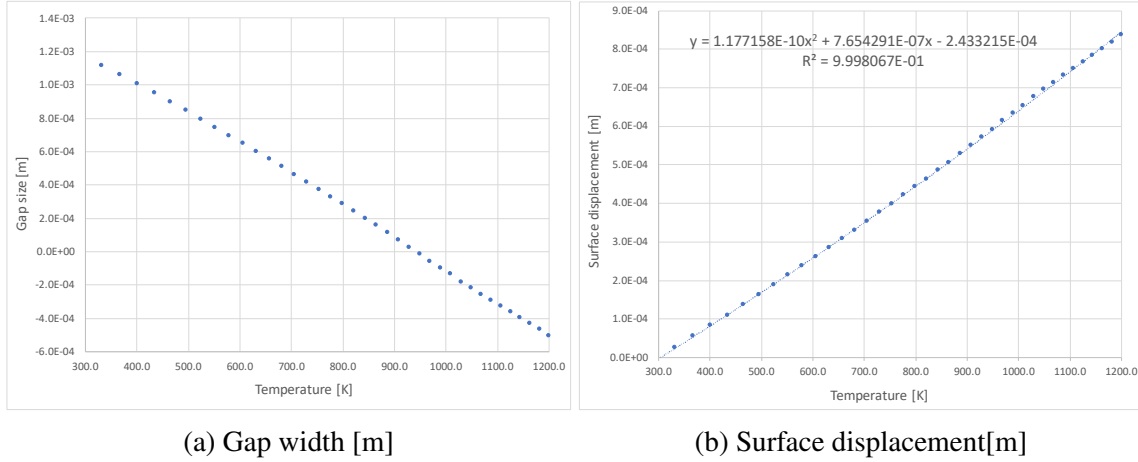 1.4E-03
1.2E-03
1.0E-03
8.0E-04
6.0E-04
4.0E-04
2.0E-04
0.0E+00
-2.0E-04
-4.0E-04
-6.0E-04
Gap size [m]
300.0 400.0 500.0 600.0 700.0 800.0 900.0 1000.0 1100.0 1200.0
Temperature [K]
(a) Gap width [m]
9.0E-04
8.0E-04
7.0E-04
6.0E-04
5.0E-04
4.0E-04
3.0E-04
2.0E-04
1.0E-04
0.0E+00
Surface displacement [m]
y = 1.177158E-10x² + 7.654291E-07x - 2.433215E-04
R² = 9.998067E-01
300.0 400.0 500.0 600.0 700.0 800.0 900.0 1000.0 1100.0 1200.0
Temperature [K]
(b) Surface displacement[m]